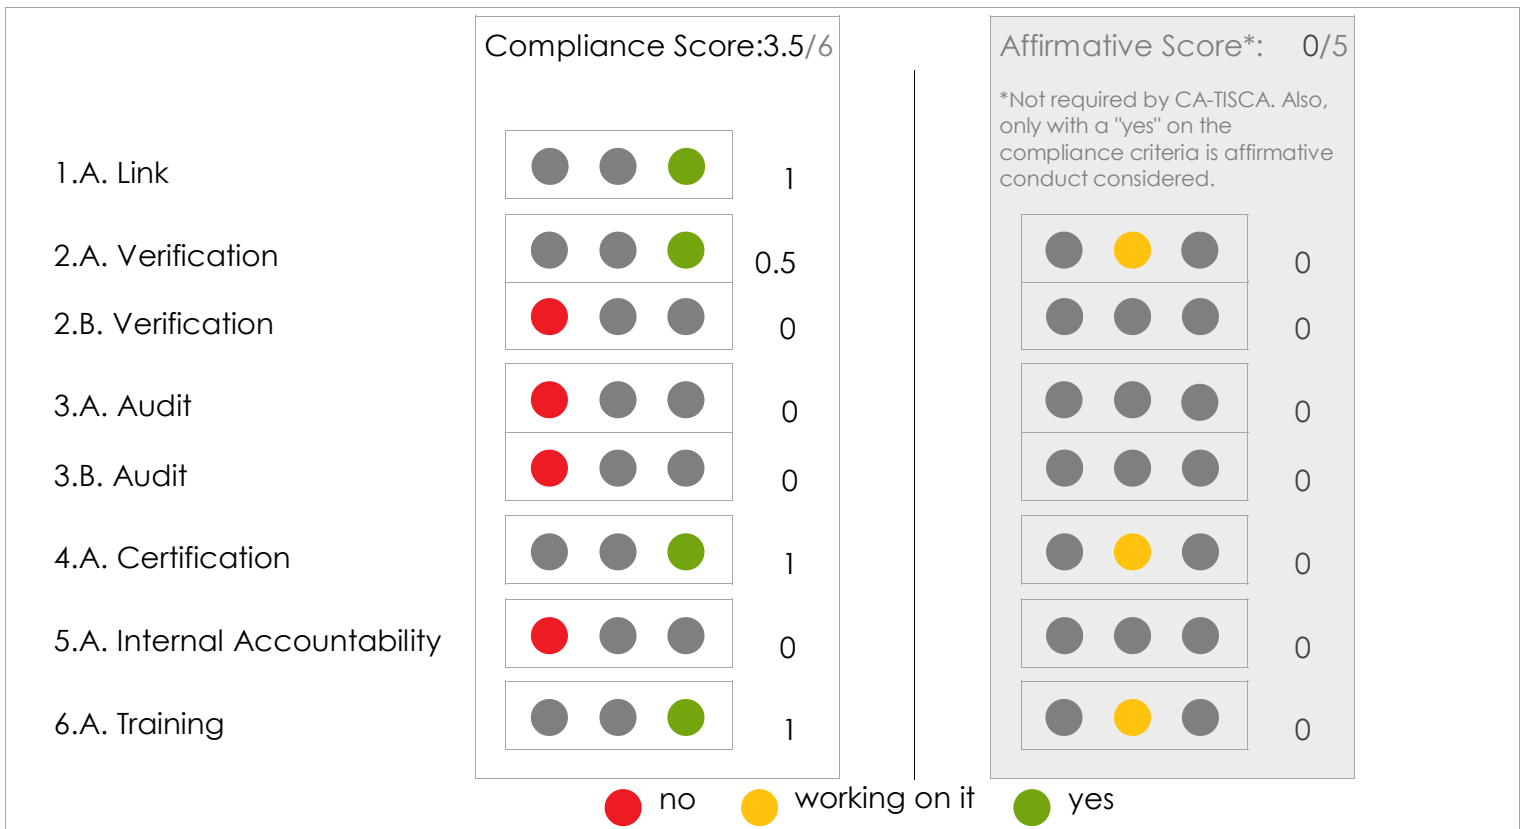 Compliance Score:3.5/6
Affirmative Score*: 0/5
*Not required by CA-TISCA. Also,
only with a "yes" on the
compliance criteria is affirmative
conduct considered.
1.A. Link 1
2.A. Verification 0.5 0
2.B. Verification 0 0
3.A. Audit 0 0
3.B. Audit 0 0
4.A. Certification 1 0
5.A. Internal Accountability 0 0
6.A. Training 1 0
no working on it yes